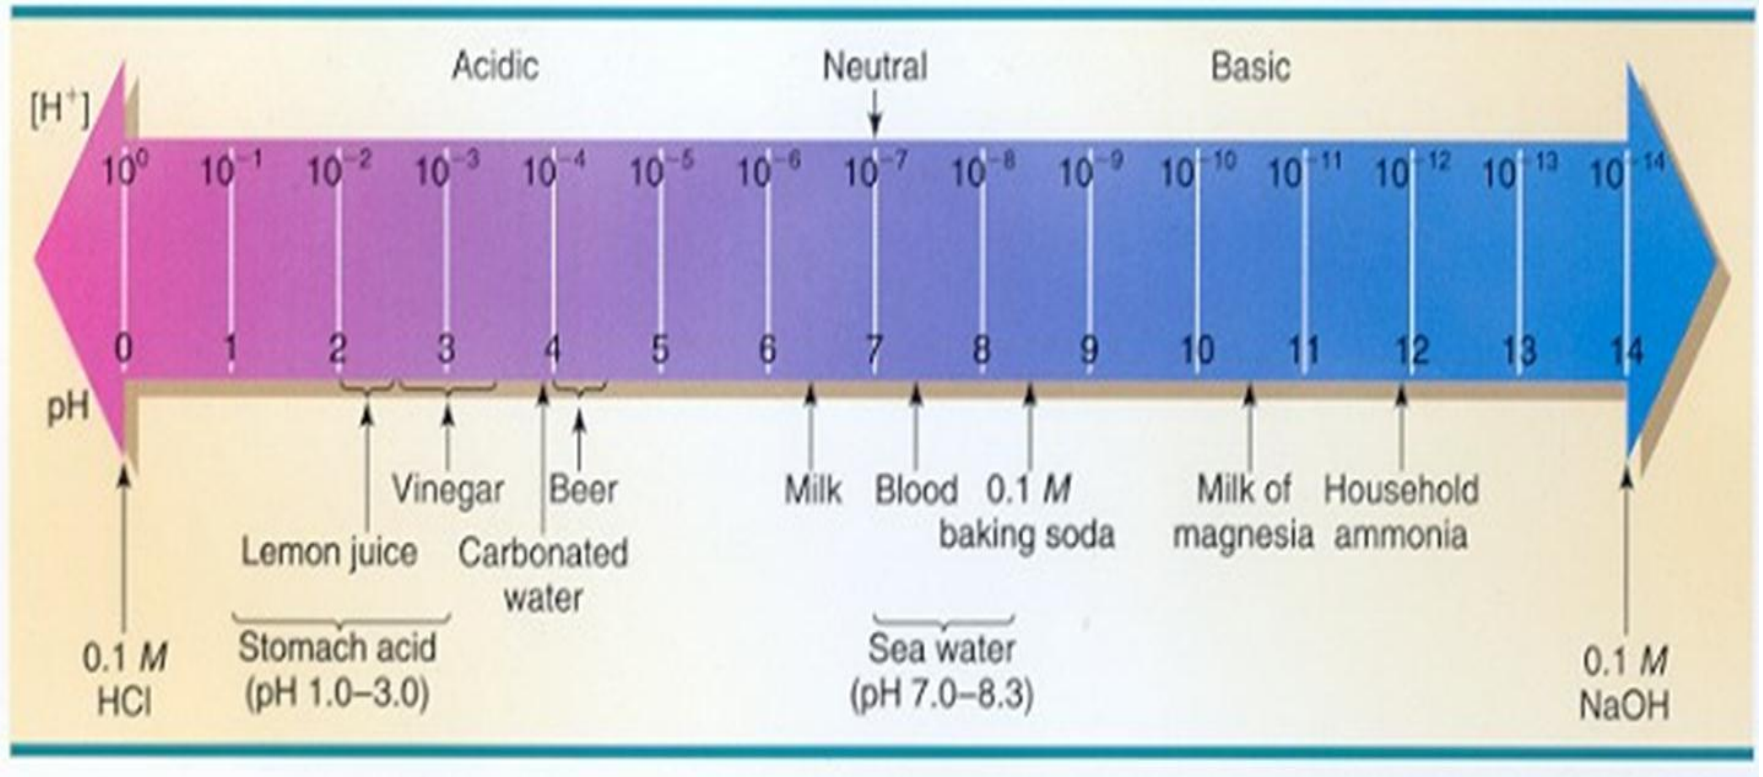 Acidic Neutral Basic
[H⁺]
10⁰ 10⁻¹ 10⁻² 10⁻³ 10⁻⁴ 10⁻⁵ 10⁻⁶ 10⁻⁷ 10⁻⁸ 10⁻⁹ 10⁻¹⁰ 10⁻¹¹ 10⁻¹² 10⁻¹³ 10⁻¹⁴
0 1 2 3 4 5 6 7 8 9 10 11 12 13 14
pH
Vinegar Beer Milk Blood 0.1 M Milk of Household
baking soda magnesia ammonia
Lemon juice Carbonated
water
Stomach acid Sea water
0.1 M 0.1 M
(pH 1.0–3.0) (pH 7.0–8.3)
HCl NaOH